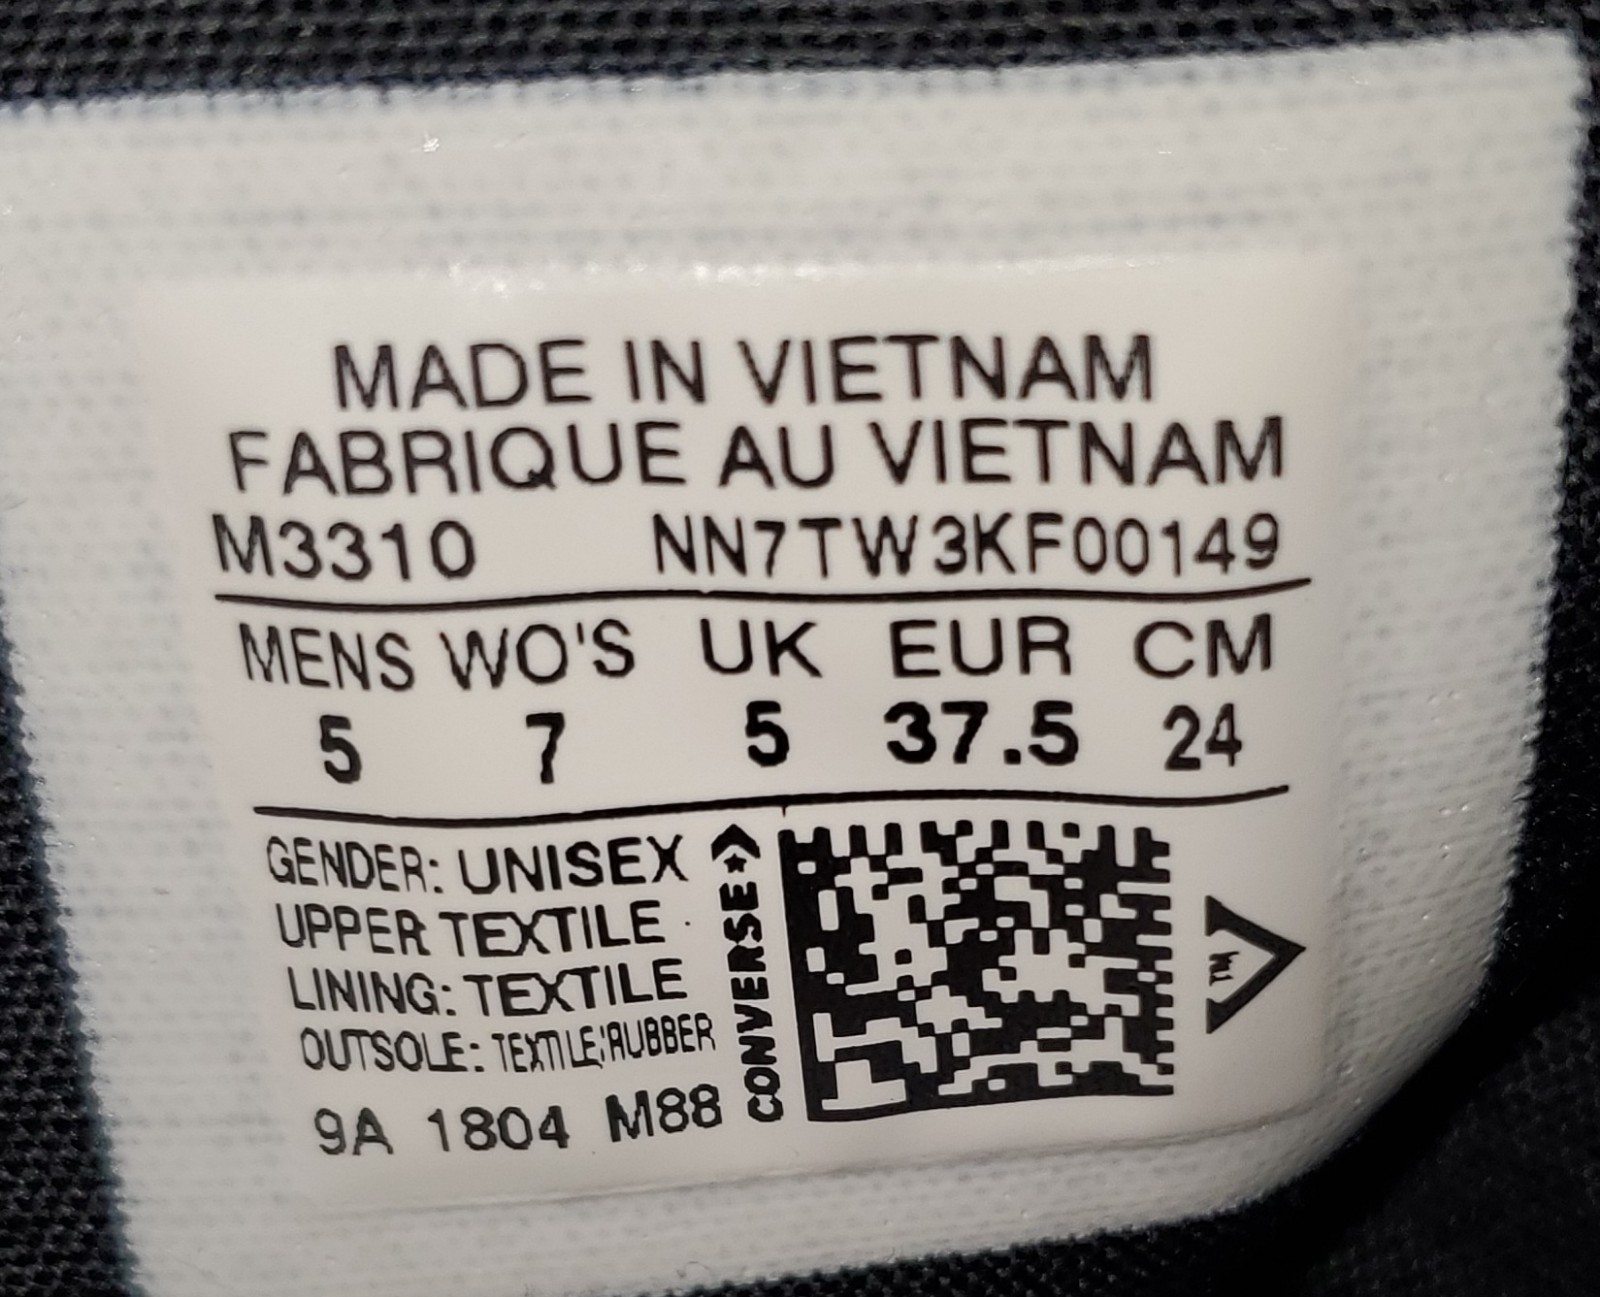 MADE IN VIETNAM
FABRIQUE AU VIETNAM
M3310 NN7TW3KF00149
MENS WO'S UK EUR CM
5 7 5 37.5 24
GENDER: UNISEX
UPPER TEXTILE
LINING: TEXTILE
OUTSOLE: TEXTILE/RUBBER
9A 1804 M88
CONVERSE